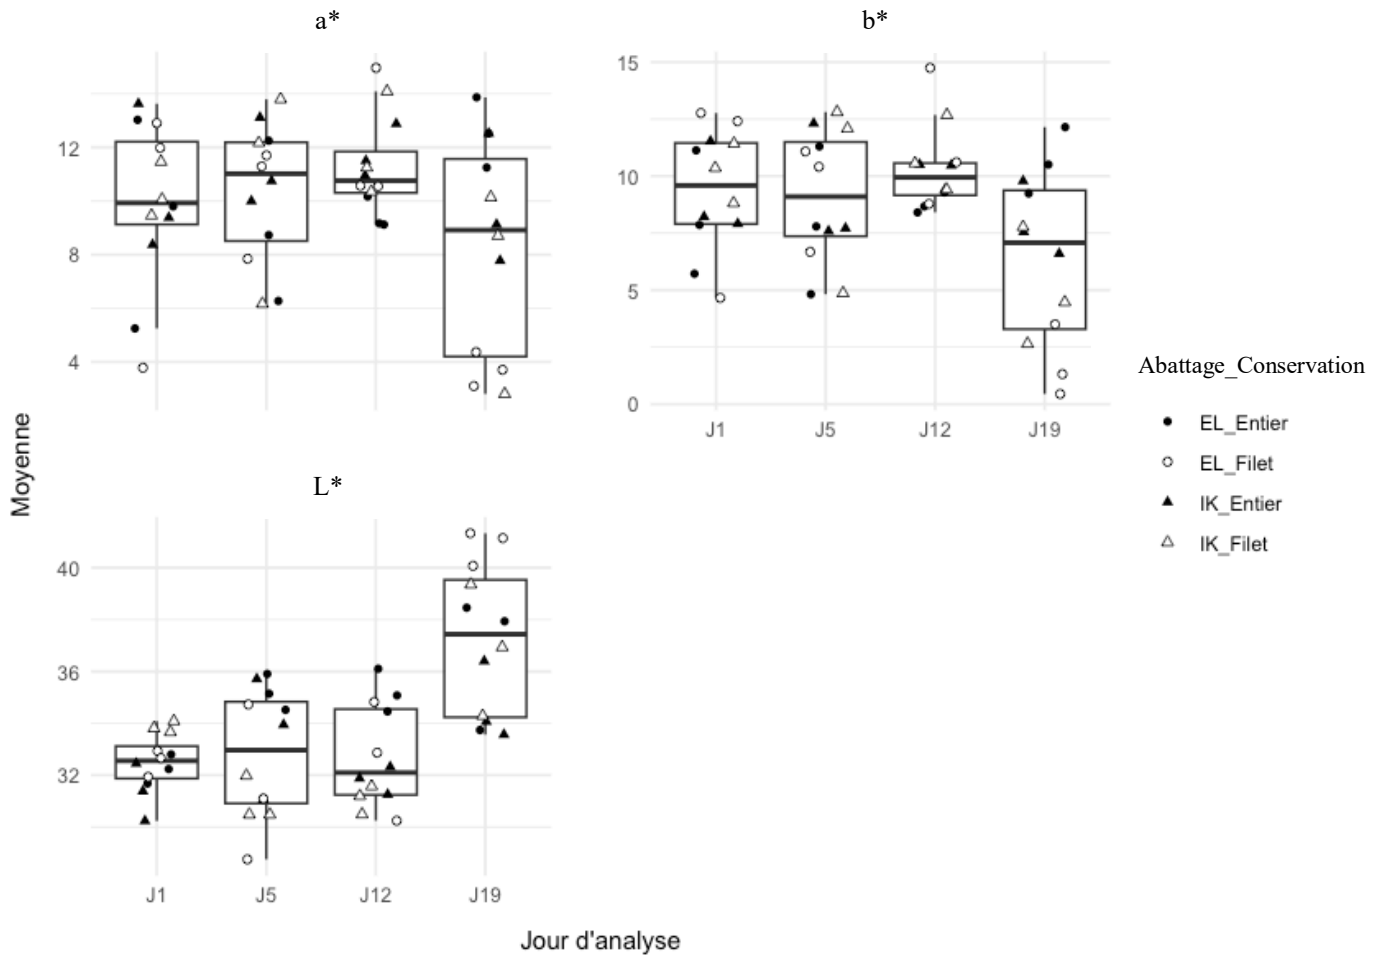 a*
b*
12
8
4
15
10
5
0
J1 J5 J12 J19
Abattage_Conservation
EL_Entier
EL_Filet
IK_Entier
IK_Filet
Moyenne
L*
40
36
32
J1 J5 J12 J19
Jour d'analyse